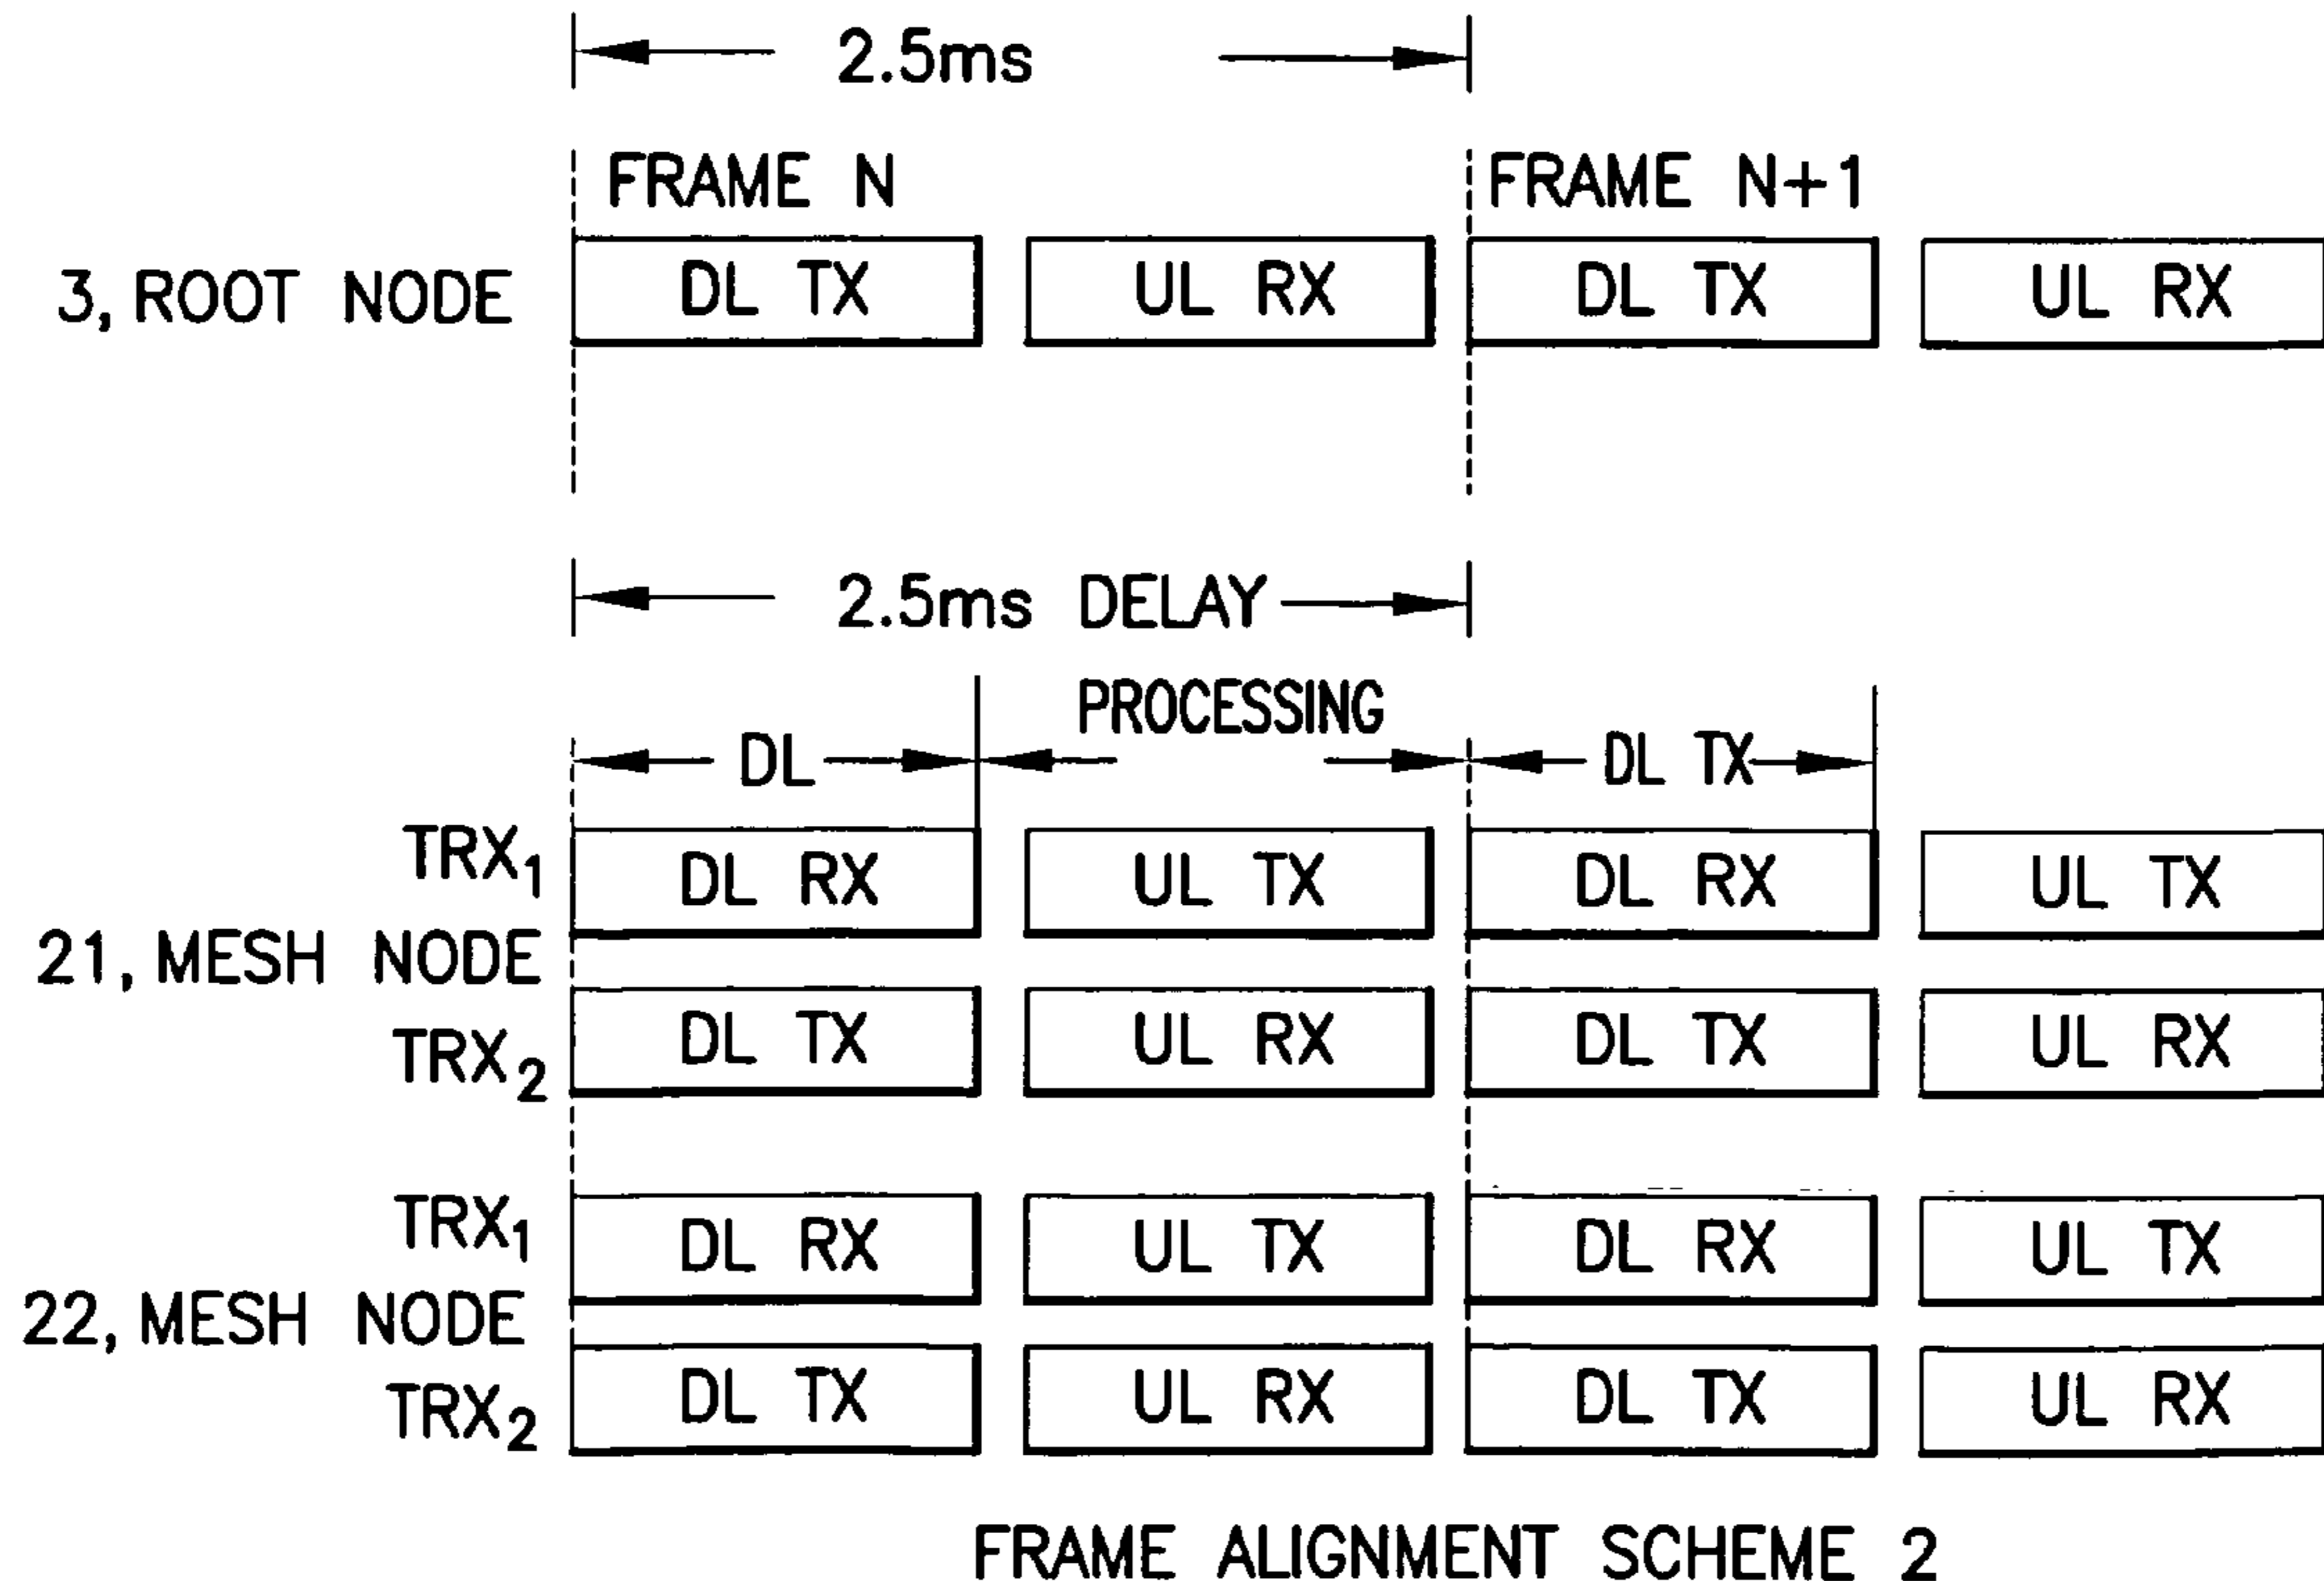 2.5ms
FRAME N FRAME N+1
3, ROOT NODE DL TX UL RX DL TX UL RX
2.5ms DELAY
PROCESSING
DL DL TX
TRX1 DL RX UL TX DL RX UL TX
21, MESH NODE
TRX2 DL TX UL RX DL TX UL RX
TRX1 DL RX UL TX DL RX UL TX
22, MESH NODE
TRX2 DL TX UL RX DL TX UL RX
FRAME ALIGNMENT SCHEME 2